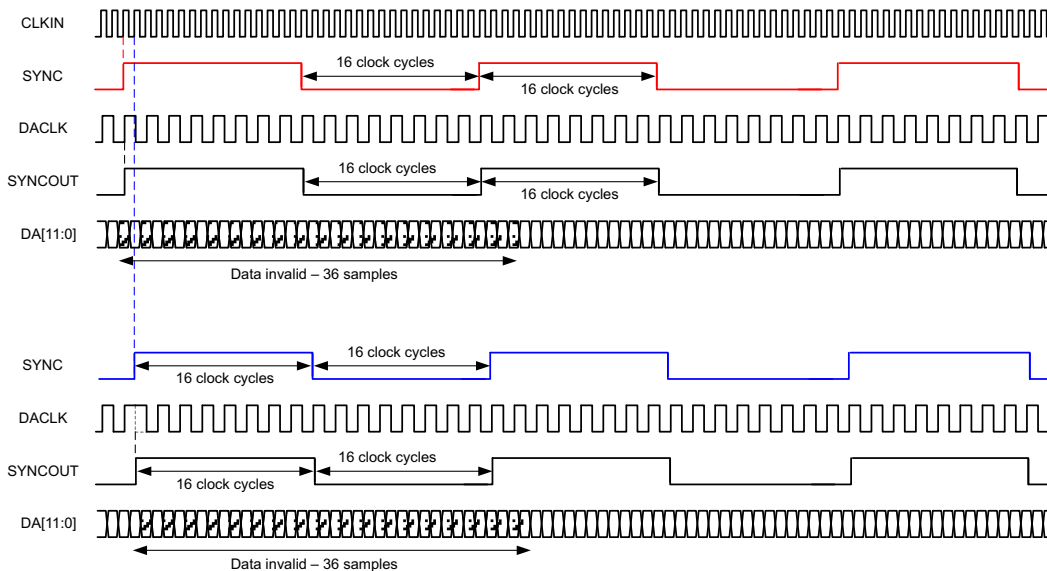 CLKIN
SYNC
16 clock cycles
16 clock cycles
DACLK
SYNCOUT
16 clock cycles
16 clock cycles
DA[11:0]
Data invalid – 36 samples
SYNC
16 clock cycles
16 clock cycles
DACLK
SYNCOUT
16 clock cycles
16 clock cycles
DA[11:0]
Data invalid – 36 samples